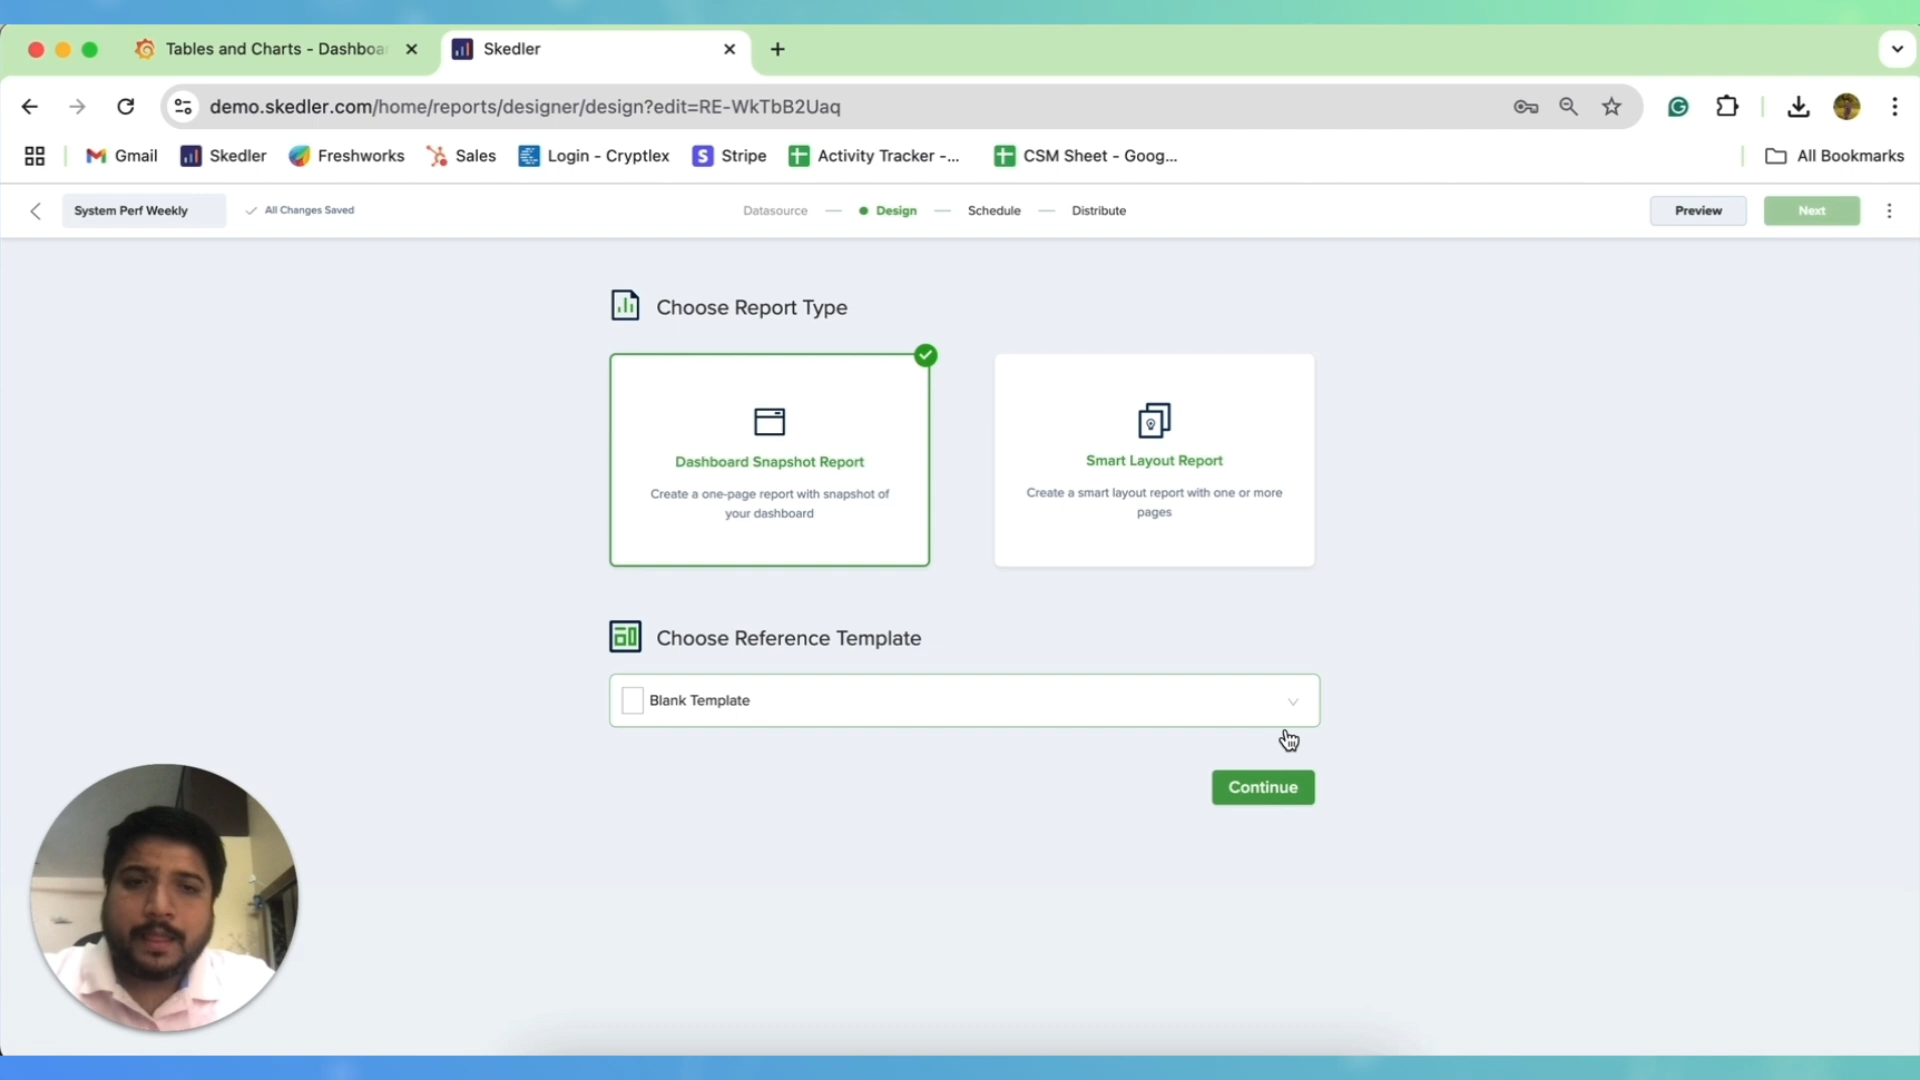 Tables and Charts - Dashboar
Skedler
demo.skedler.com/home/reports/designer/design?edit=RE-WkTbB2Uaq
Gmail
Skedler
Freshworks
Sales
Login - Cryptlex
Stripe
Activity Tracker -...
CSM Sheet - Goog...
All Bookmarks
System Perf Weekly
All Changes Saved
Datasource
Design
Schedule
Distribute
Preview
Next
Choose Report Type
Dashboard Snapshot Report
Create a one-page report with snapshot of
your dashboard
Smart Layout Report
Create a smart layout report with one or more
pages
Choose Reference Template
Blank Template
Continue